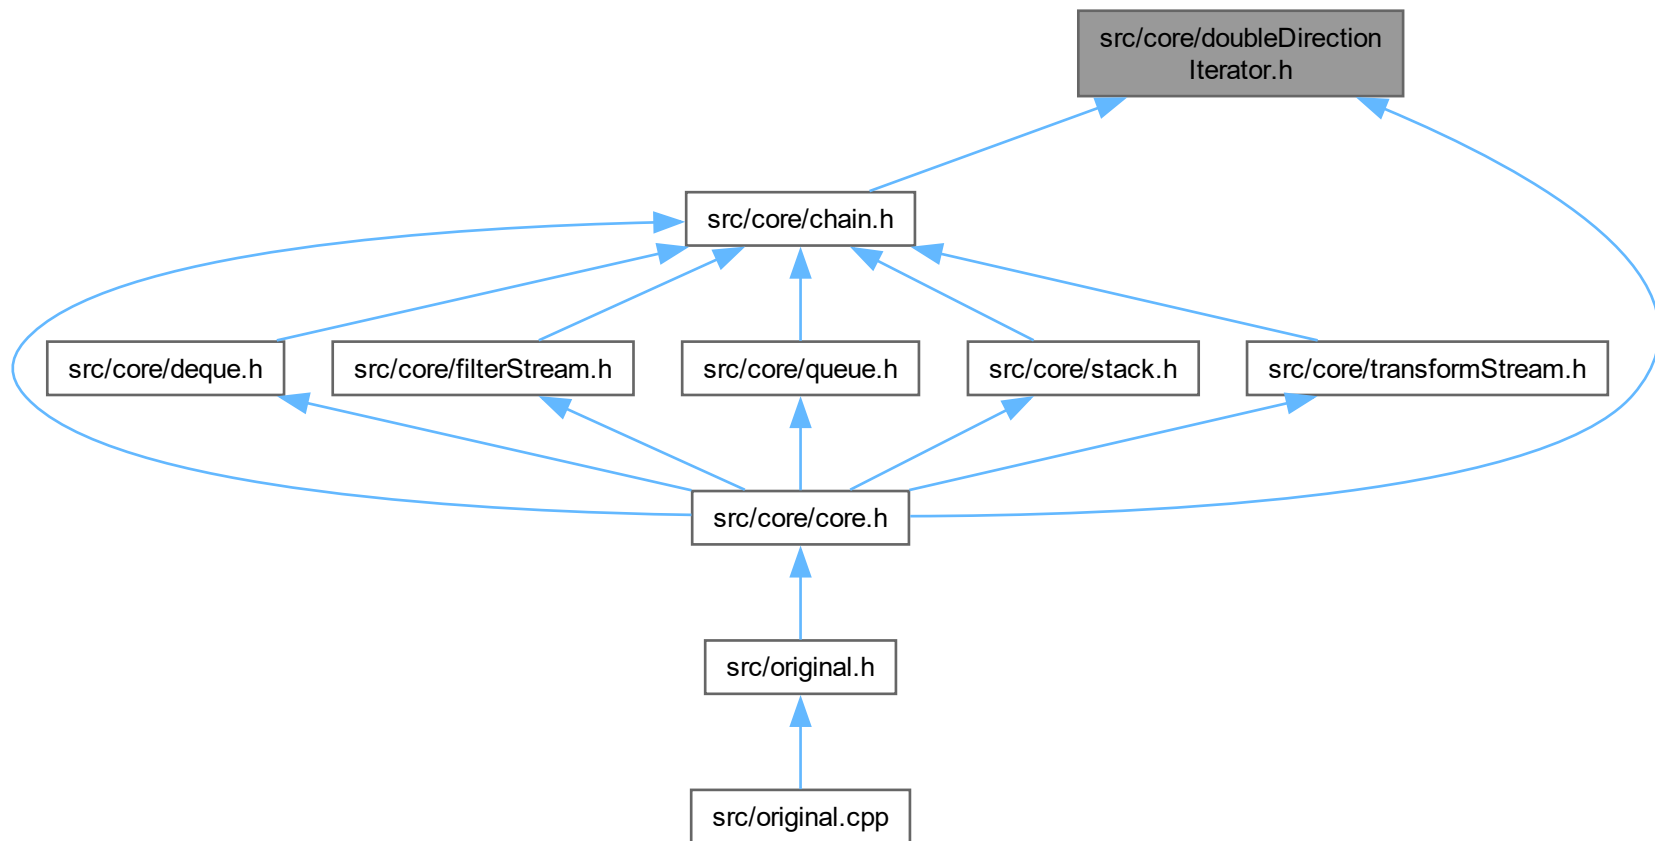 src/core/doubleDirection
Iterator.h
src/core/chain.h
src/core/deque.h
src/core/filterStream.h
src/core/queue.h
src/core/stack.h
src/core/transformStream.h
src/core/core.h
src/original.h
src/original.cpp